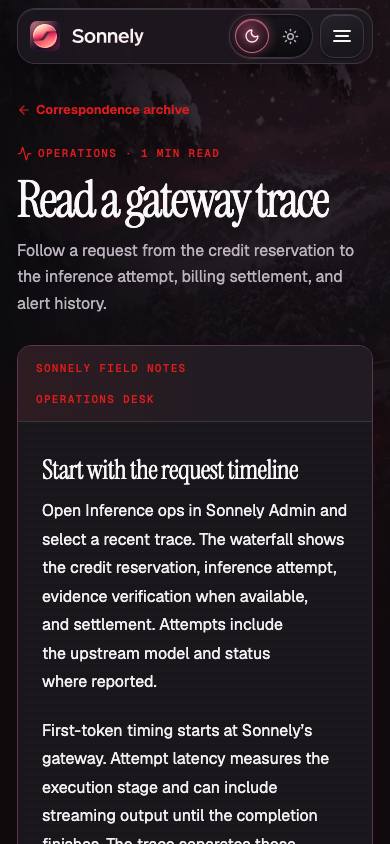 Sonnely
← Correspondence archive
OPERATIONS · 1 MIN READ
Read a gateway trace
Follow a request from the credit reservation to
the inference attempt, billing settlement, and
alert history.
SONNELY FIELD NOTES
OPERATIONS DESK
Start with the request timeline
Open Inference ops in Sonnely Admin and
select a recent trace. The waterfall shows
the credit reservation, inference attempt,
evidence verification when available,
and settlement. Attempts include
the upstream model and status
where reported.
First-token timing starts at Sonnely's
gateway. Attempt latency measures the
execution stage and can include
streaming output until the completion
finishes. The trace separates these